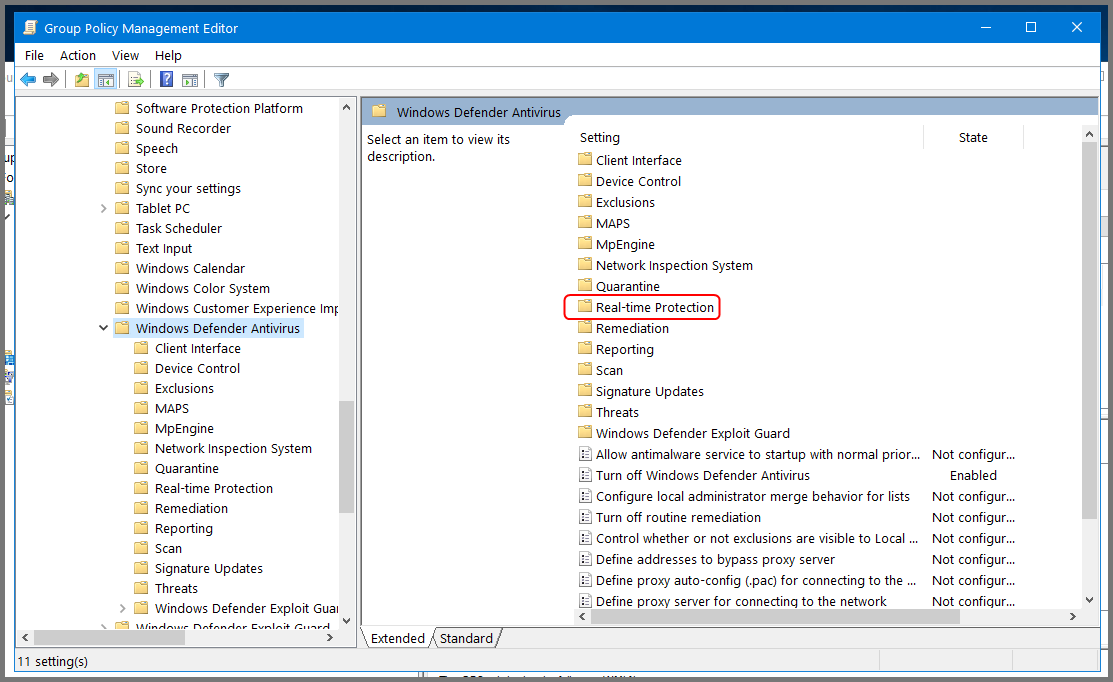 Group Policy Management Editor
File Action View Help
Software Protection Platform
Sound Recorder
Speech
Store
Sync your settings
Tablet PC
Task Scheduler
Text Input
Windows Calendar
Windows Color System
Windows Customer Experience Imp
Windows Defender Antivirus
Client Interface
Device Control
Exclusions
MAPS
MpEngine
Network Inspection System
Quarantine
Real-time Protection
Remediation
Reporting
Scan
Signature Updates
Threats
Windows Defender Exploit Guar
Windows Defender Exploit Guard
Windows Defender Antivirus
Select an item to view its
description.
Setting State
Client Interface
Device Control
Exclusions
MAPS
MpEngine
Network Inspection System
Quarantine
Real-time Protection
Remediation
Reporting
Scan
Signature Updates
Threats
Windows Defender Exploit Guard
Allow antimalware service to startup with normal prior... Not configur...
Turn off Windows Defender Antivirus Enabled
Configure local administrator merge behavior for lists Not configur...
Turn off routine remediation Not configur...
Control whether or not exclusions are visible to Local ... Not configur...
Define addresses to bypass proxy server Not configur...
Define proxy auto-config (.pac) for connecting to the ... Not configur...
Define proxy server for connecting to the network Not configur...
Extended Standard
11 setting(s)